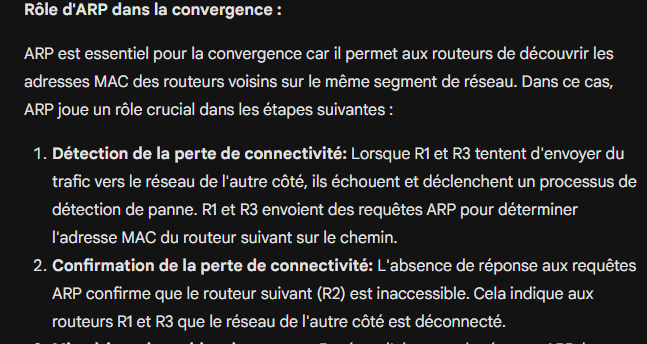 Rôle d'ARP dans la convergence :
ARP est essentiel pour la convergence car il permet aux routeurs de découvrir les
adresses MAC des routeurs voisins sur le même segment de réseau. Dans ce cas,
ARP joue un rôle crucial dans les étapes suivantes :
1. Détection de la perte de connectivité: Lorsque R1 et R3 tentent d'envoyer du
trafic vers le réseau de l'autre côté, ils échouent et déclenchent un processus de
détection de panne. R1 et R3 envoient des requêtes ARP pour déterminer
l'adresse MAC du routeur suivant sur le chemin.
2. Confirmation de la perte de connectivité: L'absence de réponse aux requêtes
ARP confirme que le routeur suivant (R2) est inaccessible. Cela indique aux
routeurs R1 et R3 que le réseau de l'autre côté est déconnecté.